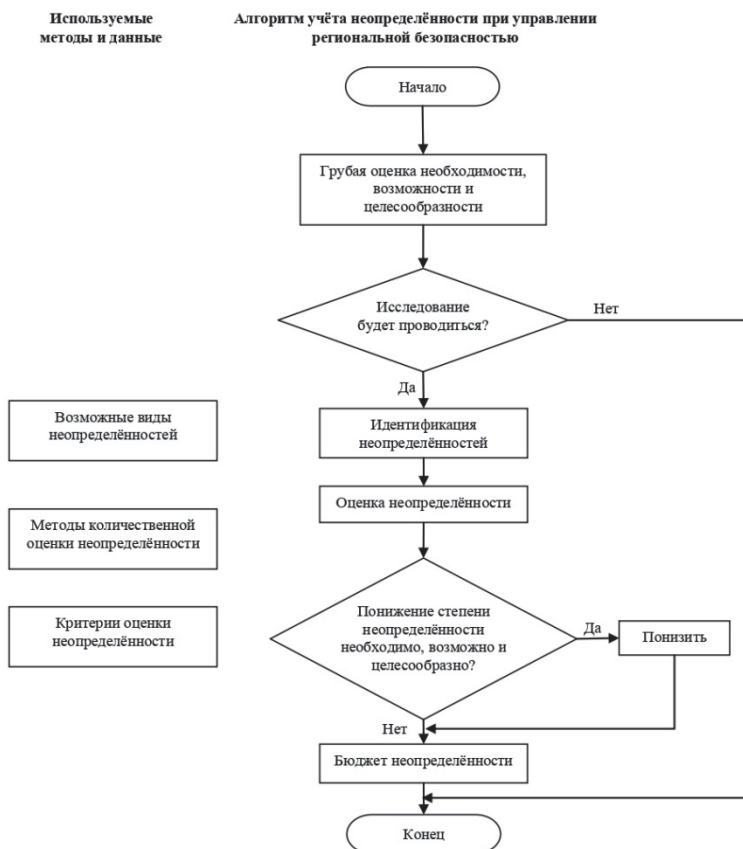 Используемые
методы и данные
Алгоритм учёта неопределённости при управлении
региональной безопасностью
Начало
Грубая оценка необходимости,
возможности и
целесообразности
Исследование
будет проводиться?
Нет
Да
Возможные виды
неопределённостей
Идентификация
неопределённостей
Оценка неопределённости
Методы количественной
оценки неопределённости
Критерии оценки
неопределённости
Понижение степени
неопределённости
необходимо, возможно и
целесообразно?
Да
Понизить
Нет
Бюджет неопределённости
Конец